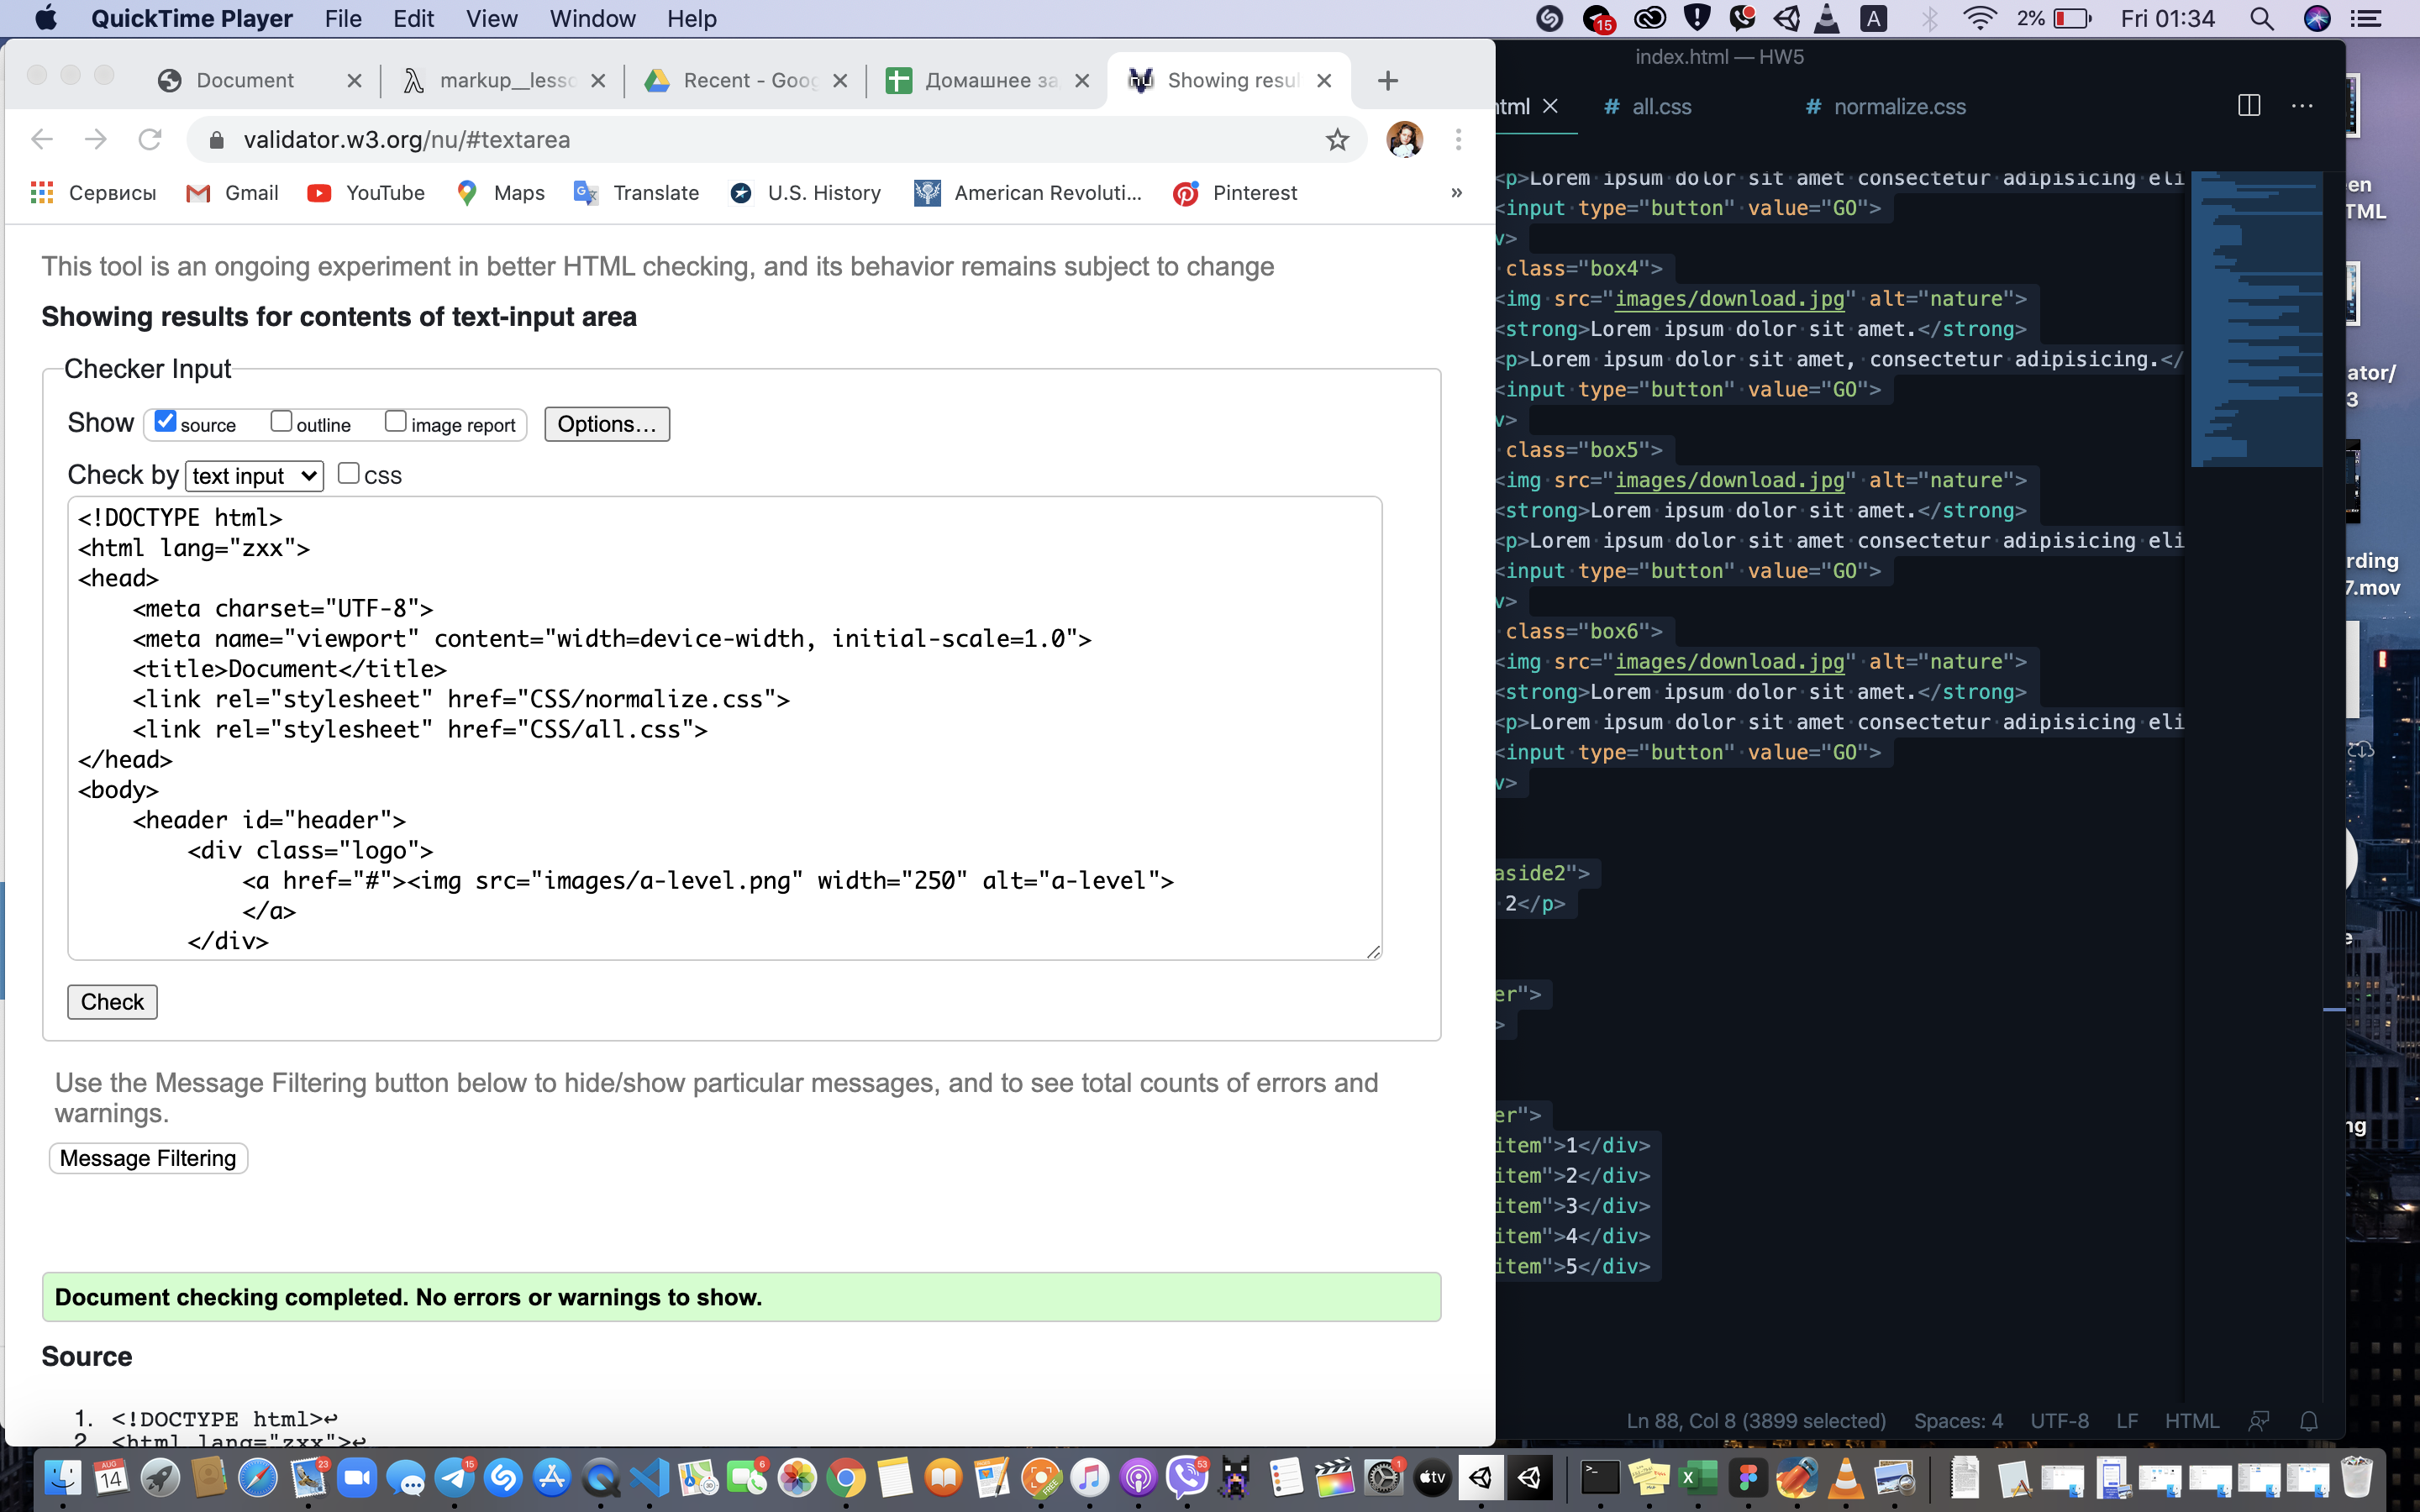 QuickTime Player File Edit View Window Help
15 A 2% Fri 01:34
Document markup__lesso Recent - Goog Домашнее за Showing resul
validator.w3.org/nu/#textarea
Сервисы Gmail YouTube Maps Translate U.S. History American Revoluti... Pinterest »
This tool is an ongoing experiment in better HTML checking, and its behavior remains subject to change
Showing results for contents of text-input area
Checker Input
Show source outline image report Options...
Check by text input CSS
<!DOCTYPE html>
<html lang="zxx">
<head>
<meta charset="UTF-8">
<meta name="viewport" content="width=device-width, initial-scale=1.0">
<title>Document</title>
<link rel="stylesheet" href="CSS/normalize.css">
<link rel="stylesheet" href="CSS/all.css">
</head>
<body>
<header id="header">
<div class="logo">
<a href="#"><img src="images/a-level.png" width="250" alt="a-level">
</a>
</div>
Check
Use the Message Filtering button below to hide/show particular messages, and to see total counts of errors and
warnings.
Message Filtering
Document checking completed. No errors or warnings to show.
Source
1. <!DOCTYPE html>↩
2. <html lang="zxx">↩
index.html — HW5
html # all.css # normalize.css
<p>Lorem ipsum dolor sit amet consectetur adipisicing eli
<input type="button" value="GO">
v>
class="box4">
<img src="images/download.jpg" alt="nature">
<strong>Lorem ipsum dolor sit amet.</strong>
<p>Lorem ipsum dolor sit amet, consectetur adipisicing.</
<input type="button" value="GO">
v>
class="box5">
<img src="images/download.jpg" alt="nature">
<strong>Lorem ipsum dolor sit amet.</strong>
<p>Lorem ipsum dolor sit amet consectetur adipisicing eli
<input type="button" value="GO">
v>
class="box6">
<img src="images/download.jpg" alt="nature">
<strong>Lorem ipsum dolor sit amet.</strong>
<p>Lorem ipsum dolor sit amet consectetur adipisicing eli
<input type="button" value="GO">
v>
aside2">
2</p>
er">
>
er">
item">1</div>
item">2</div>
item">3</div>
item">4</div>
item">5</div>
Ln 88, Col 8 (3899 selected) Spaces: 4 UTF-8 LF HTML
en
TML
ator/
3
rding
7.mov
e
ng
AUG
14 23 15 6 53 1 tv